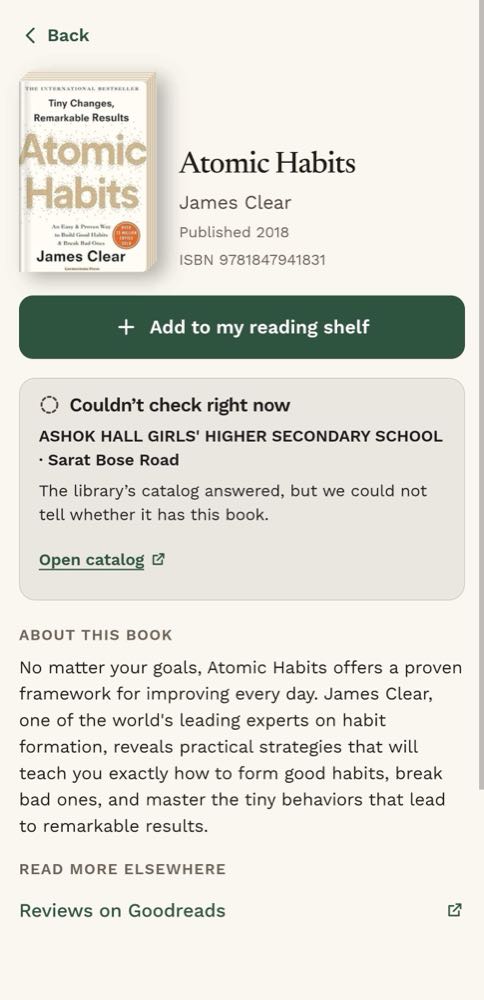 Back
THE INTERNATIONAL BESTSELLER
Tiny Changes,
Remarkable Results
Atomic
Habits
An Easy & Proven Way
to Build Good Habits
& Break Bad Ones
James Clear
Atomic Habits
James Clear
Published 2018
ISBN 9781847941831
+ Add to my reading shelf
Couldn’t check right now
ASHOK HALL GIRLS' HIGHER SECONDARY SCHOOL
· Sarat Bose Road
The library’s catalog answered, but we could not
tell whether it has this book.
Open catalog
ABOUT THIS BOOK
No matter your goals, Atomic Habits offers a proven
framework for improving every day. James Clear,
one of the world's leading experts on habit
formation, reveals practical strategies that will
teach you exactly how to form good habits, break
bad ones, and master the tiny behaviors that lead
to remarkable results.
READ MORE ELSEWHERE
Reviews on Goodreads